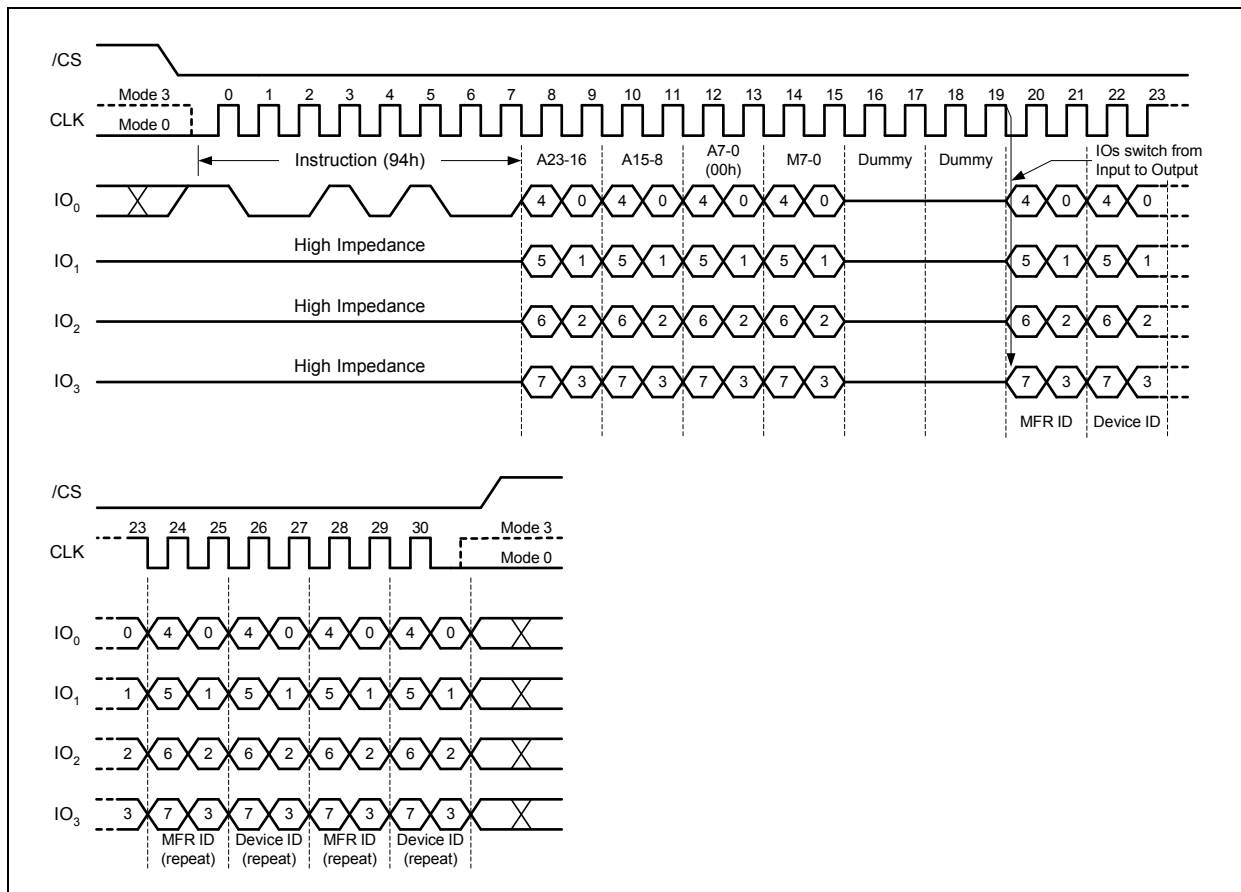 /CS
Mode 3 0 1 2 3 4 5 6 7 8 9 10 11 12 13 14 15 16 17 18 19 20 21 22 23
CLK Mode 0
Instruction (94h) A23-16 A15-8 A7-0 (00h) M7-0 Dummy Dummy IOs switch from Input to Output
IO0 4 0 4 0 4 0 4 0 4 0 4 0
High Impedance
IO1 5 1 5 1 5 1 5 1 5 1 5 1
High Impedance
IO2 6 2 6 2 6 2 6 2 6 2 6 2
High Impedance
IO3 7 3 7 3 7 3 7 3 7 3 7 3
MFR ID Device ID
/CS
23 24 25 26 27 28 29 30 Mode 3
CLK Mode 0
IO0 0 4 0 4 0 4 0 4 0
IO1 1 5 1 5 1 5 1 5 1
IO2 2 6 2 6 2 6 2 6 2
IO3 3 7 3 7 3 7 3 7 3
MFR ID (repeat) Device ID (repeat) MFR ID (repeat) Device ID (repeat)